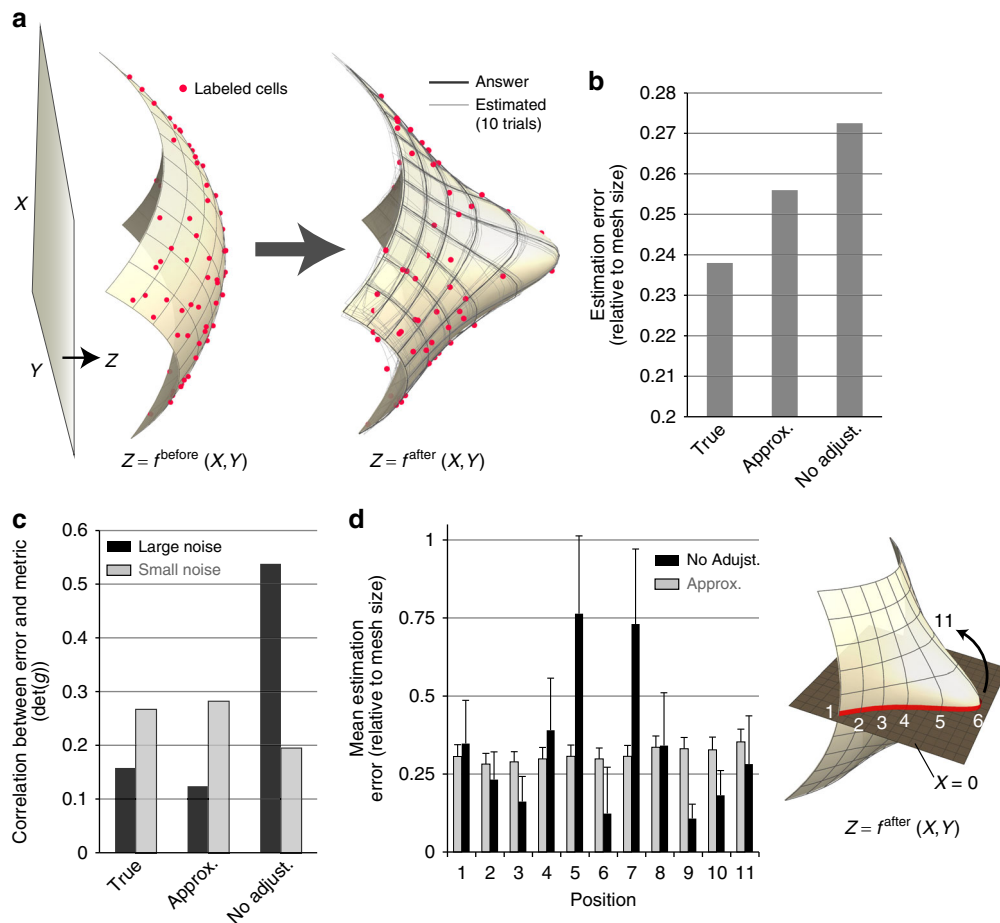 a
Labeled cells
Answer
Estimated
(10 trials)
X
Y
Z
Z = f^before (X,Y)
Z = f^after (X,Y)
b
Estimation error
(relative to mesh size)
0.28
0.27
0.26
0.25
0.24
0.23
0.22
0.21
0.2
True
Approx.
No adjust.
c
Correlation between error and metric
(det(g))
0.6
0.5
0.4
0.3
0.2
0.1
0
Large noise
Small noise
True
Approx.
No adjust.
d
Mean estimation
error (relative to mesh size)
1
0.75
0.5
0.25
0
No Adjust.
Approx.
1 2 3 4 5 6 7 8 9 10 11
Position
11
1 2 3 4 5 6
X = 0
Z = f^after (X,Y)